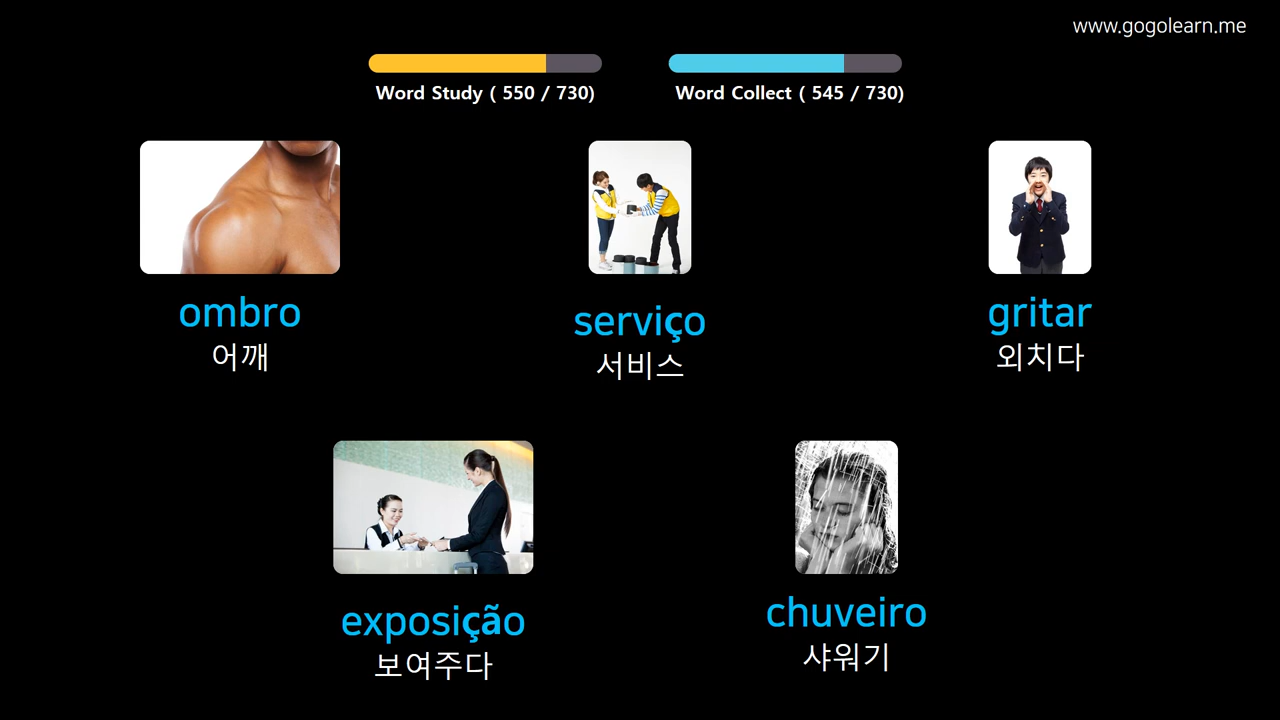 www.gogolearn.me
Word Study ( 550 / 730)
Word Collect ( 545 / 730)
ombro
어깨
serviço
서비스
gritar
외치다
exposição
보여주다
chuveiro
샤워기